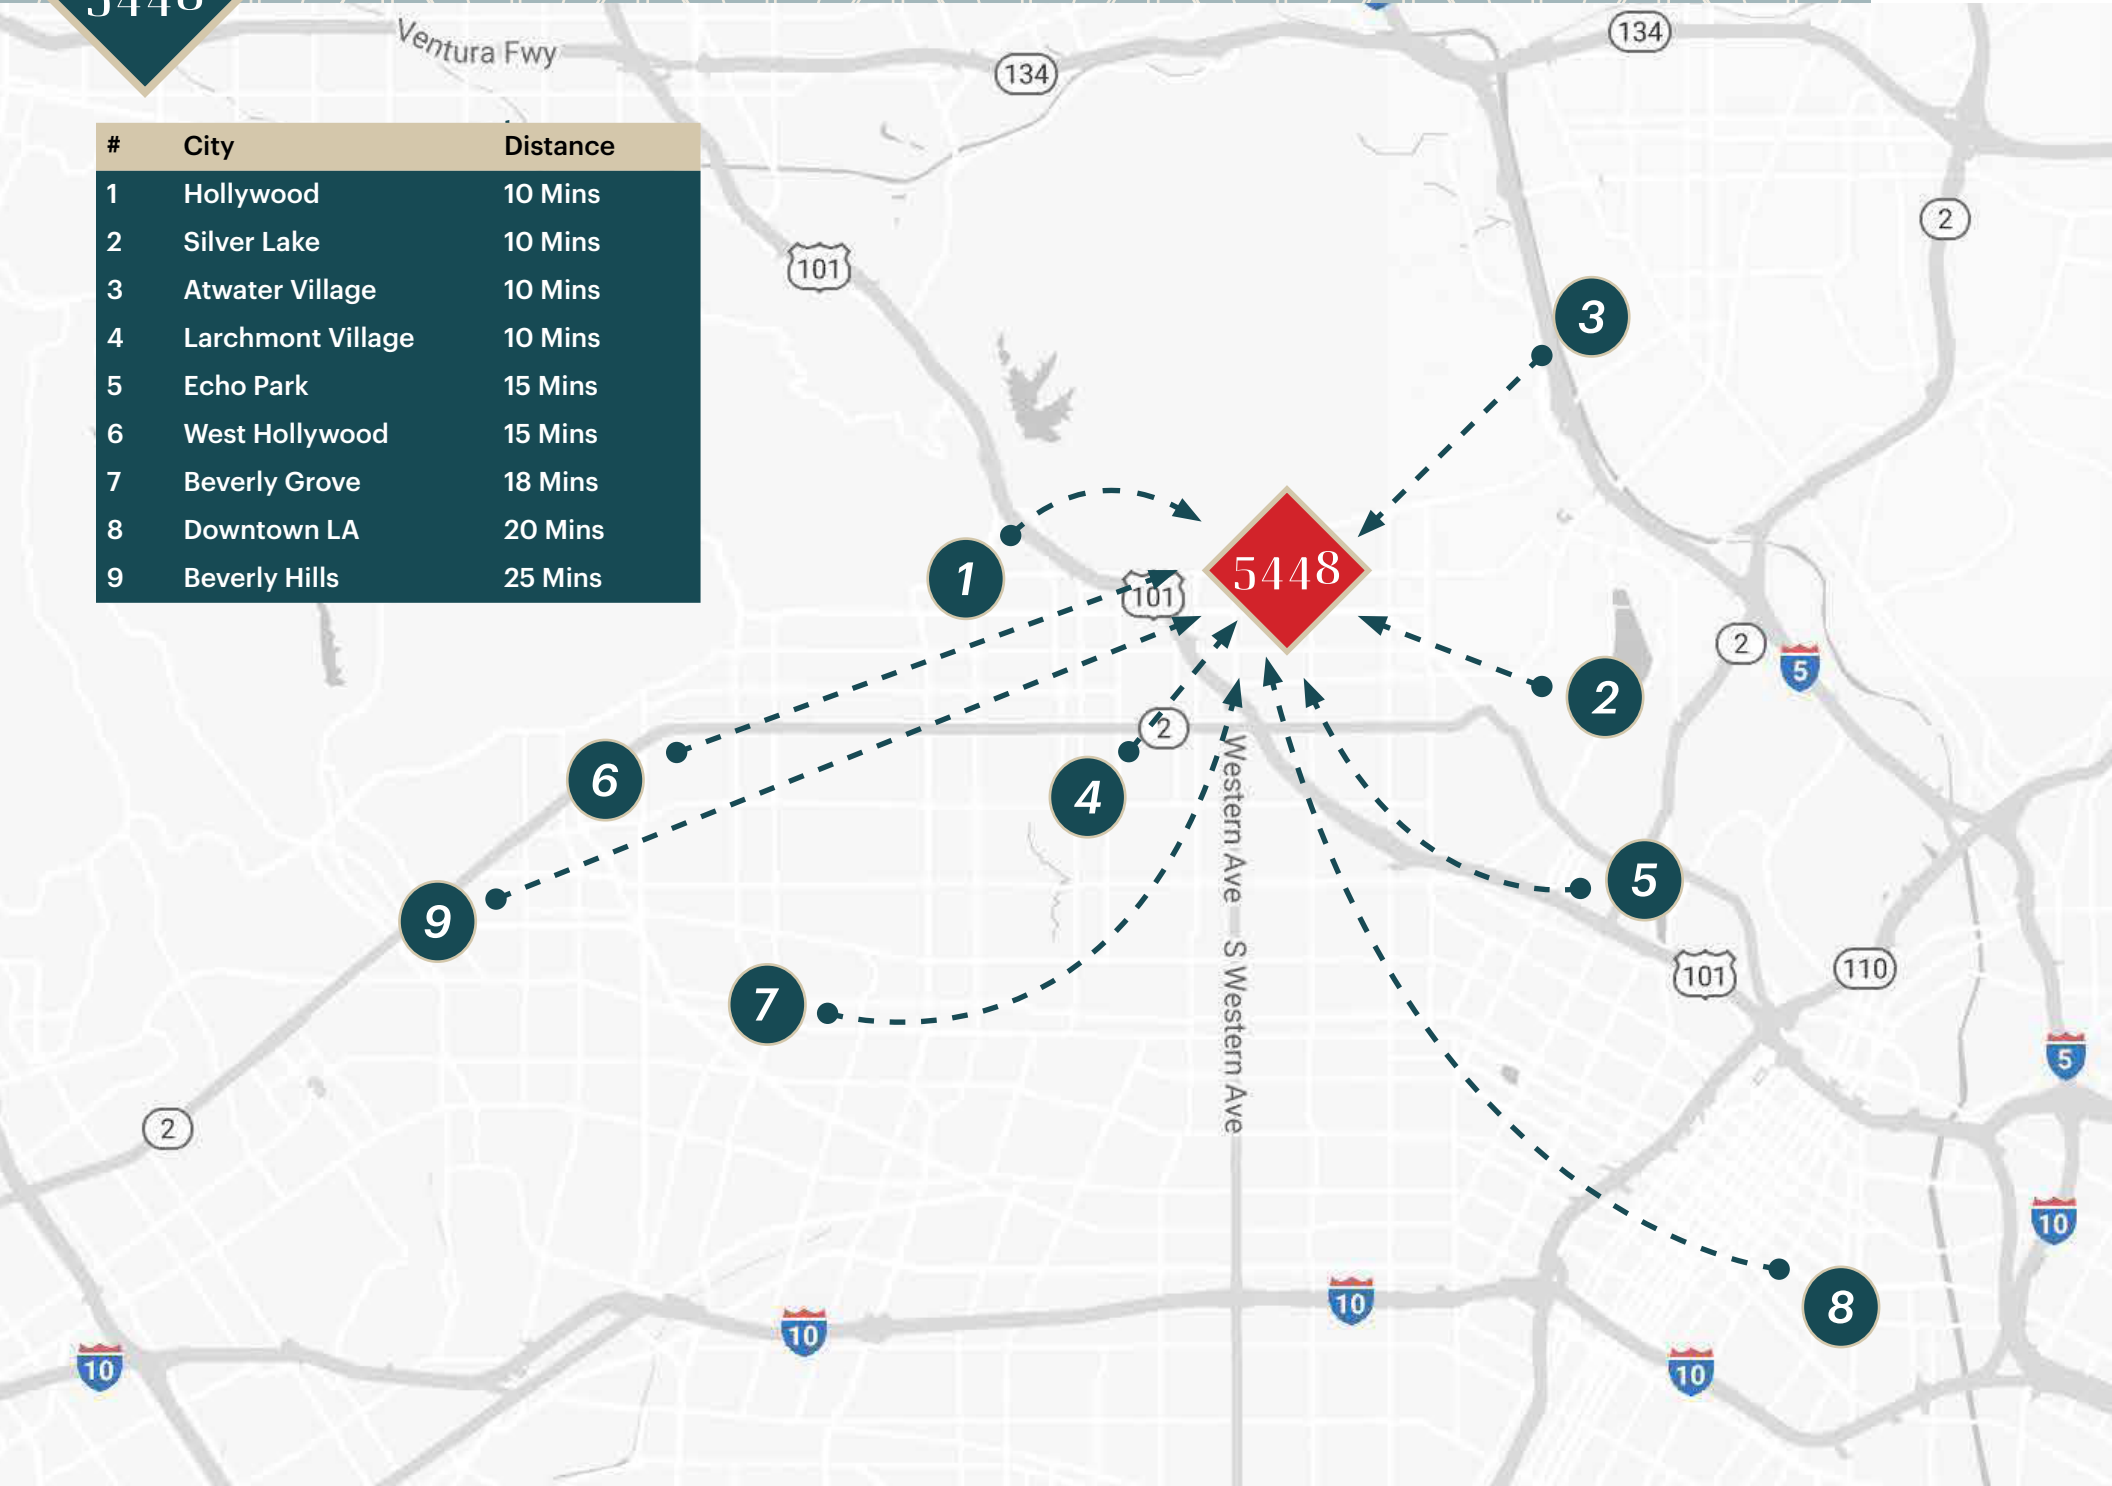 5448
Ventura Fwy
134
134
# City Distance
1 Hollywood 10 Mins
2 Silver Lake 10 Mins
3 Atwater Village 10 Mins
4 Larchmont Village 10 Mins
5 Echo Park 15 Mins
6 West Hollywood 15 Mins
7 Beverly Grove 18 Mins
8 Downtown LA 20 Mins
9 Beverly Hills 25 Mins
2
101
3
5448
1
101
2
5
2
2
6
4
Western Ave
5
9
S Western Ave
101
110
7
5
2
10
10
10
8
10
10